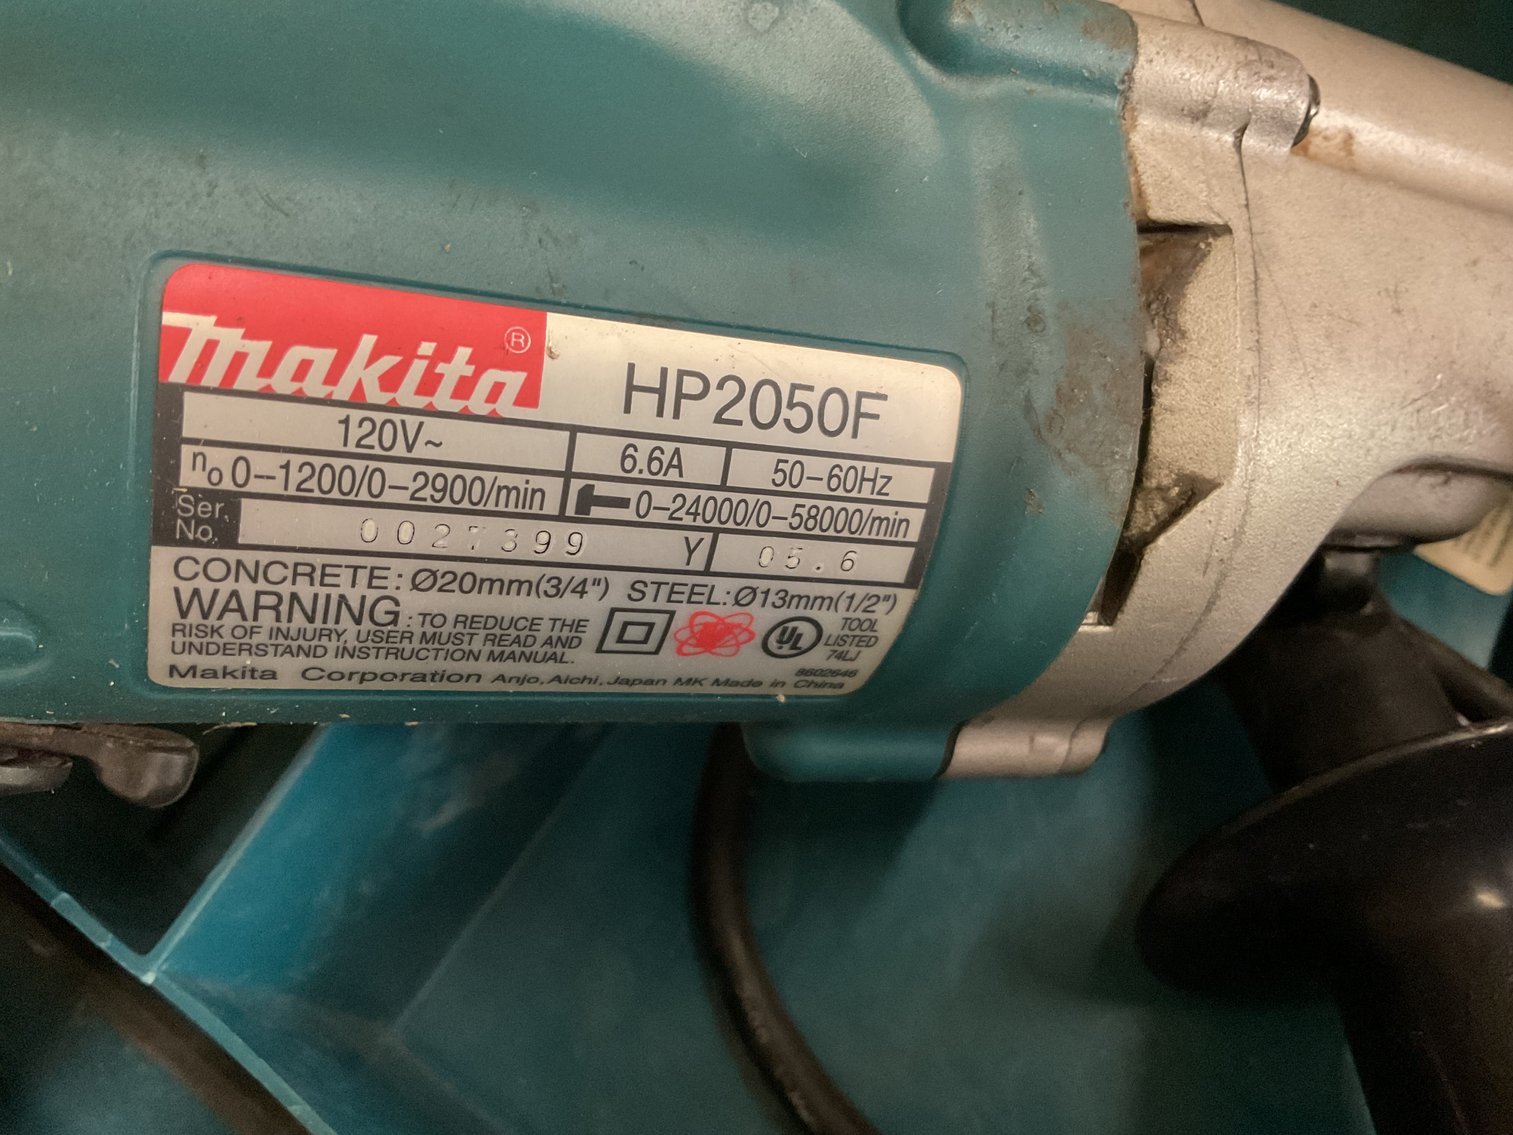 makita®
HP2050F
120V~ 6.6A 50-60Hz
no 0-1200/0-2900/min 0-24000/0-58000/min
Ser. No. 0027399 Y 05.6
CONCRETE: Ø20mm(3/4") STEEL: Ø13mm(1/2")
WARNING: TO REDUCE THE
RISK OF INJURY, USER MUST READ AND
UNDERSTAND INSTRUCTION MANUAL.
UL
TOOL
LISTED
74LJ
Makita Corporation Anjo, Aichi, Japan MK Made in China